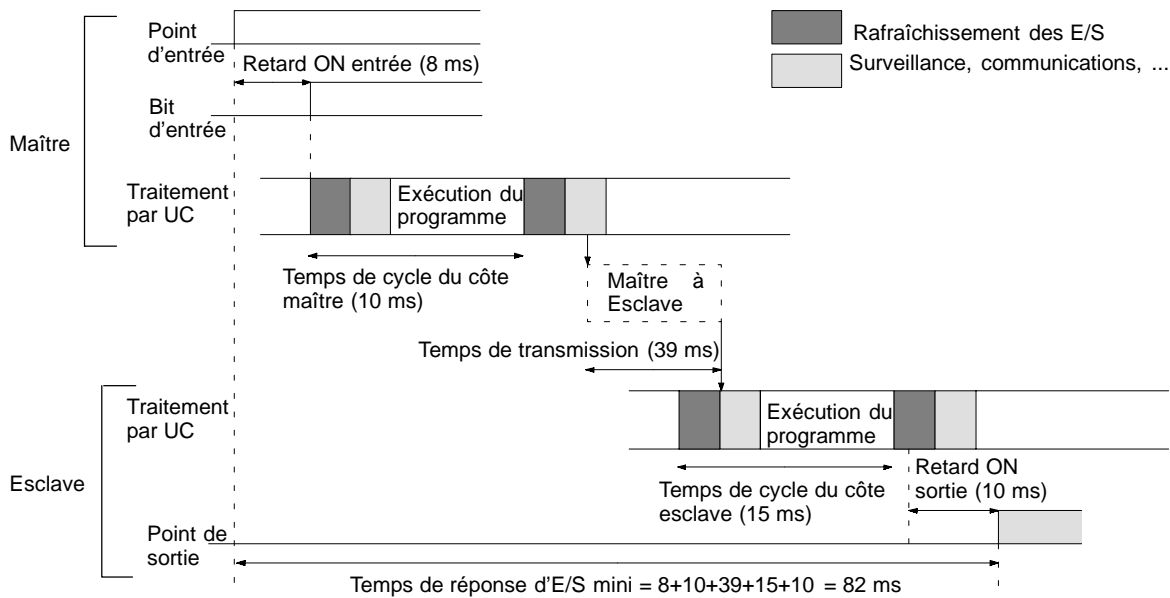 Point
d'entrée
Rafraîchissement des E/S
Surveillance, communications, ...
Retard ON entrée (8 ms)
Bit
d'entrée
Maître
Traitement
par UC
Exécution du
programme
Temps de cycle du côte
maître (10 ms)
Maître à
Esclave
Temps de transmission (39 ms)
Traitement
par UC
Exécution du
programme
Esclave
Temps de cycle du côte
esclave (15 ms)
Retard ON
sortie (10 ms)
Point de
sortie
Temps de réponse d'E/S mini = 8+10+39+15+10 = 82 ms